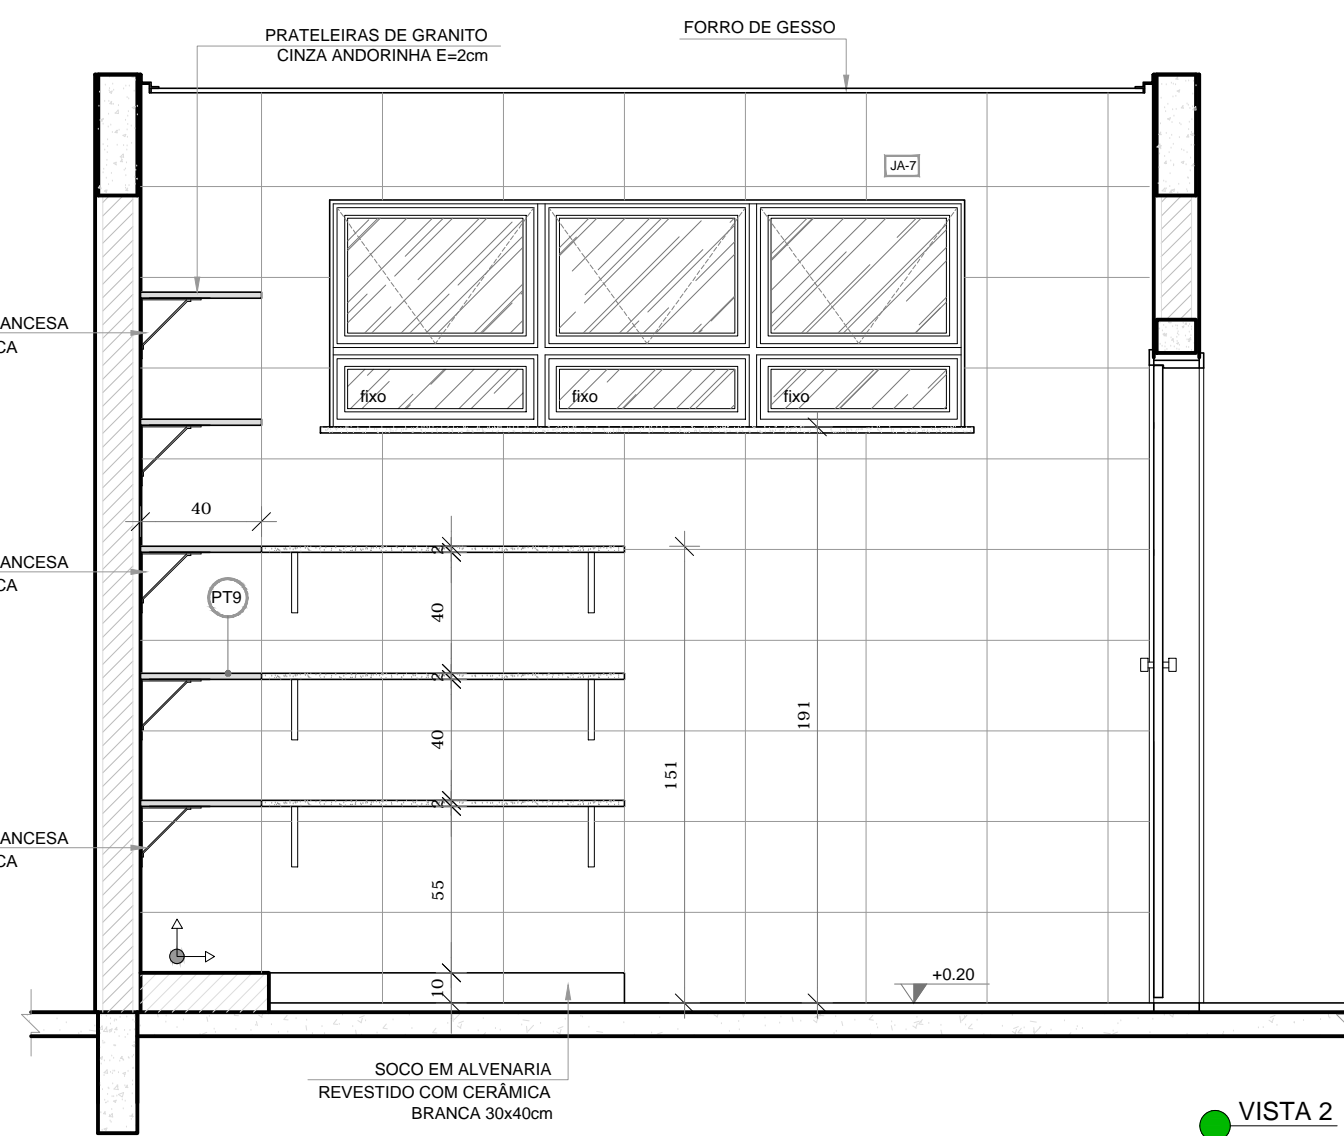 PRATELEIRAS DE GRANITO
CINZA ANDORINHA E=2cm
FORRO DE GESSO
JA-7
ANCESA
CA
fixo
fixo
fixo
40
ANCESA
CA
PT9
2
40
2
40
2
55
10
151
191
ANCESA
CA
+0.20
SOCO EM ALVENARIA
REVESTIDO COM CERÂMICA
BRANCA 30x40cm
VISTA 2